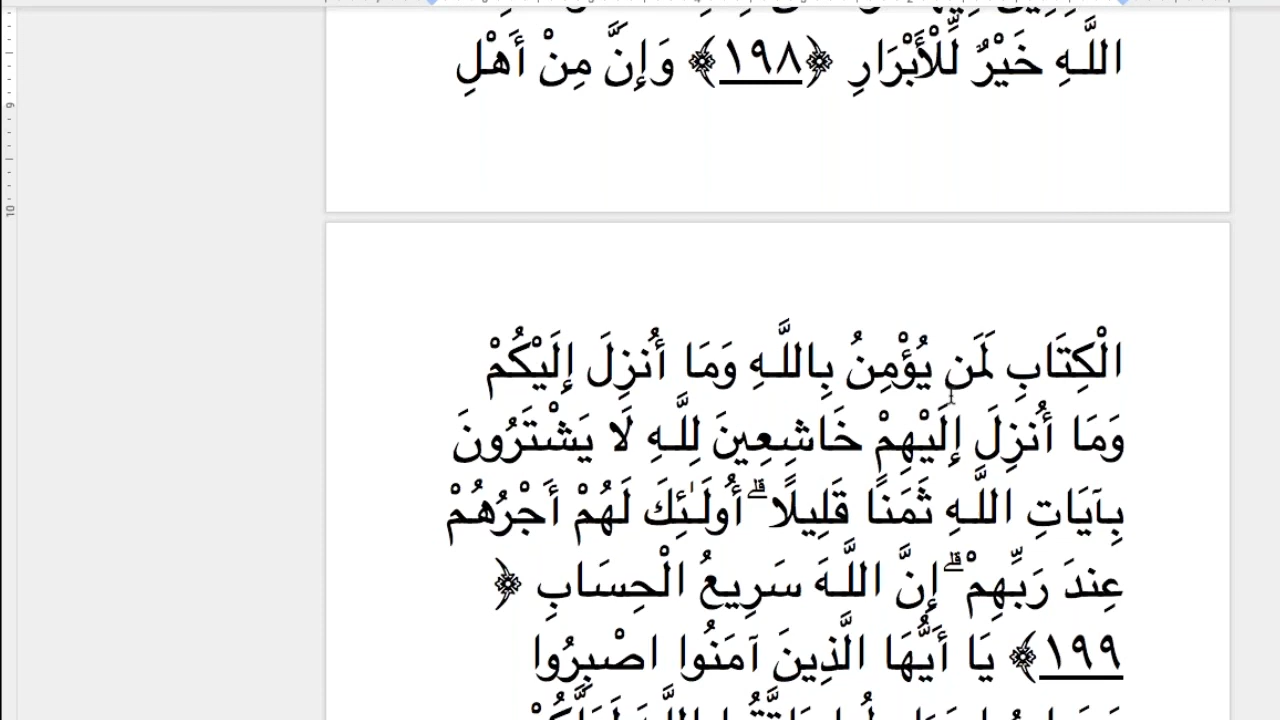 اللَّـهِ خَيْرٌ لِّلْأَبْرَارِ ﴿١٩٨﴾ وَإِنَّ مِنْ أَهْلِ
الْكِتَابِ لَمَن يُؤْمِنُ بِاللَّـهِ وَمَا أُنزِلَ إِلَيْكُمْ
وَمَا أُنزِلَ إِلَيْهِمْ خَاشِعِينَ لِلَّـهِ لَا يَشْتَرُونَ
بِآيَاتِ اللَّـهِ ثَمَنًا قَلِيلًا ۗ أُولَـٰئِكَ لَهُمْ أَجْرُهُمْ
عِندَ رَبِّهِمْ ۗ إِنَّ اللَّـهَ سَرِيعُ الْحِسَابِ ﴿
١٩٩﴾ يَا أَيُّهَا الَّذِينَ آمَنُوا اصْبِرُوا